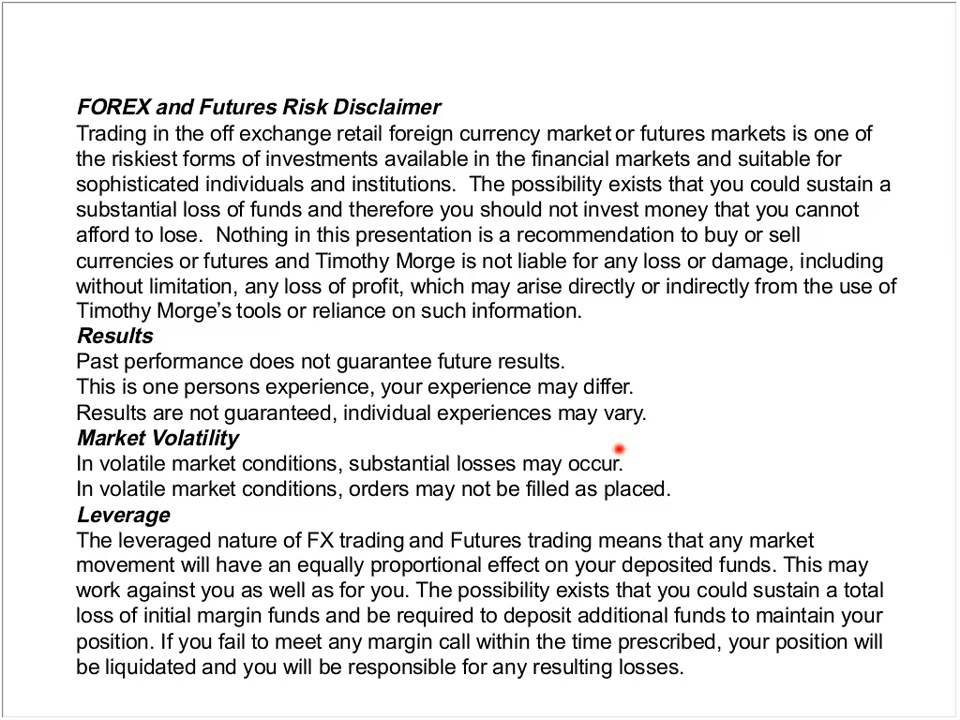 FOREX and Futures Risk Disclaimer
Trading in the off exchange retail foreign currency market or futures markets is one of
the riskiest forms of investments available in the financial markets and suitable for
sophisticated individuals and institutions.  The possibility exists that you could sustain a
substantial loss of funds and therefore you should not invest money that you cannot
afford to lose.  Nothing in this presentation is a recommendation to buy or sell
currencies or futures and Timothy Morge is not liable for any loss or damage, including
without limitation, any loss of profit, which may arise directly or indirectly from the use of
Timothy Morge’s tools or reliance on such information.
Results
Past performance does not guarantee future results.
This is one persons experience, your experience may differ.
Results are not guaranteed, individual experiences may vary.
Market Volatility
In volatile market conditions, substantial losses may occur.
In volatile market conditions, orders may not be filled as placed.
Leverage
The leveraged nature of FX trading and Futures trading means that any market
movement will have an equally proportional effect on your deposited funds. This may
work against you as well as for you. The possibility exists that you could sustain a total
loss of initial margin funds and be required to deposit additional funds to maintain your
position. If you fail to meet any margin call within the time prescribed, your position will
be liquidated and you will be responsible for any resulting losses.